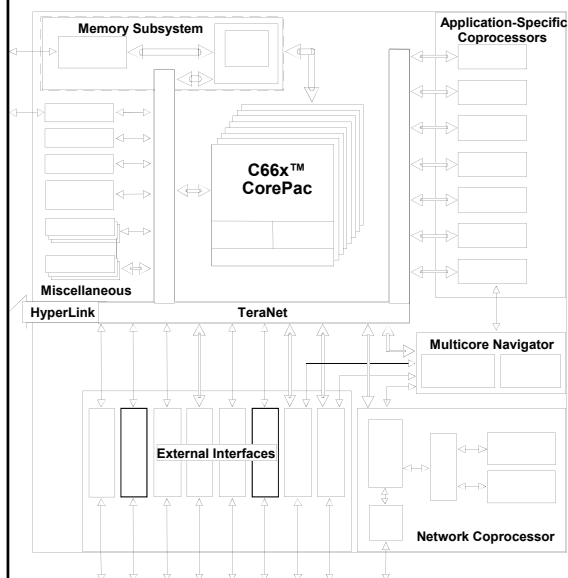 Memory Subsystem
Application-Specific
Coprocessors
C66x™
CorePac
Miscellaneous
HyperLink
TeraNet
Multicore Navigator
External Interfaces
Network Coprocessor